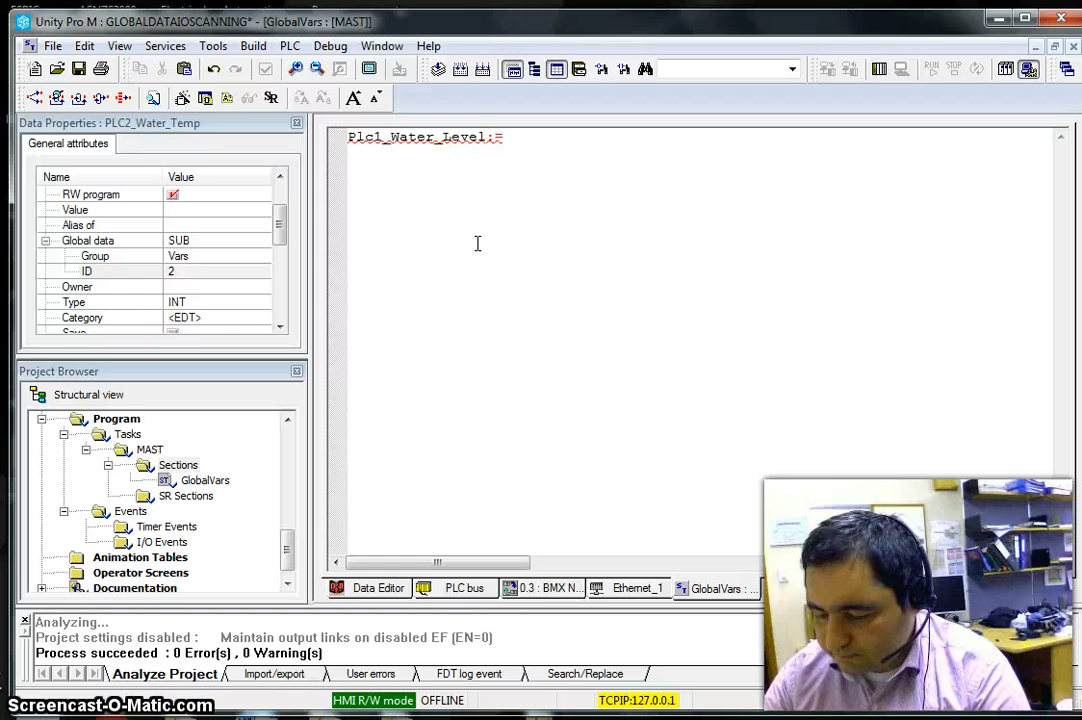 Unity Pro M : GLOBALDATAIOSCANNING* - [GlobalVars : [MAST]]
File Edit View Services Tools Build PLC Debug Window Help
Data Properties : PLC2_Water_Temp
General attributes
Name Value
RW program
Value
Alias of
Global data SUB
Group Vars
ID 2
Owner
Type INT
Category <EDT>
Save
Plc1_Water_Level:=
Project Browser
Structural view
Program
Tasks
MAST
Sections
GlobalVars
SR Sections
Events
Timer Events
I/O Events
Animation Tables
Operator Screens
Documentation
Data Editor PLC bus 0.3 : BMX N... Ethernet_1 GlobalVars : ...
Analyzing...
Project settings disabled : Maintain output links on disabled EF (EN=0)
Process succeeded : 0 Error(s) , 0 Warning(s)
Analyze Project Import/export User errors FDT log event Search/Replace
HMI R/W mode OFFLINE TCPIP:127.0.0.1
Screencast-O-Matic.com